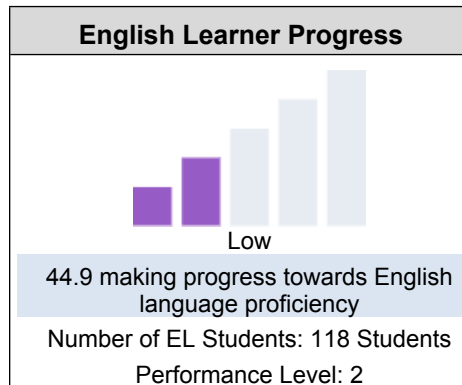 English Learner Progress
Low
44.9 making progress towards English
language proficiency
Number of EL Students: 118 Students
Performance Level: 2